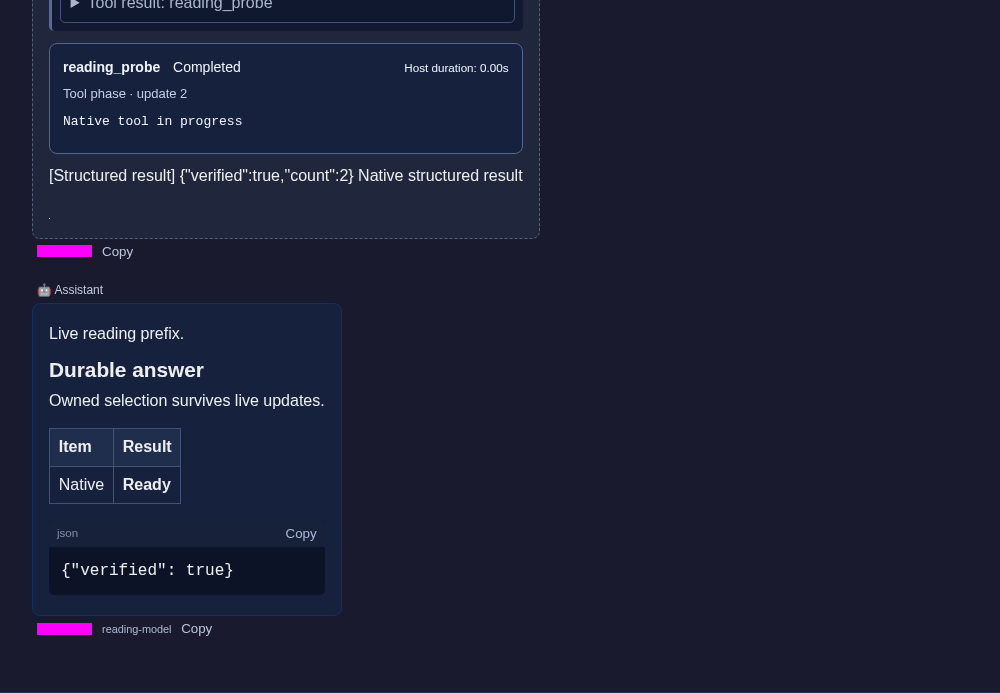 Tool result: reading_probe
reading_probe Completed Host duration: 0.00s
Tool phase · update 2
Native tool in progress
[Structured result] {"verified":true,"count":2} Native structured result
.
Copy
🤖 Assistant
Live reading prefix.
Durable answer
Owned selection survives live updates.
Item Result
Native Ready
json Copy
{"verified": true}
reading-model Copy